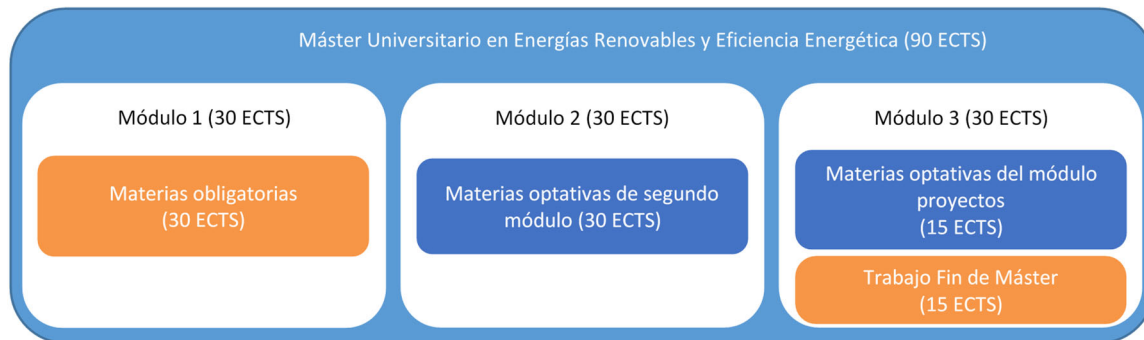 Máster Universitario en Energías Renovables y Eficiencia Energética (90 ECTS)
Módulo 1 (30 ECTS)
Materias obligatorias
(30 ECTS)
Módulo 2 (30 ECTS)
Materias optativas de segundo
módulo (30 ECTS)
Módulo 3 (30 ECTS)
Materias optativas del módulo
proyectos
(15 ECTS)
Trabajo Fin de Máster
(15 ECTS)